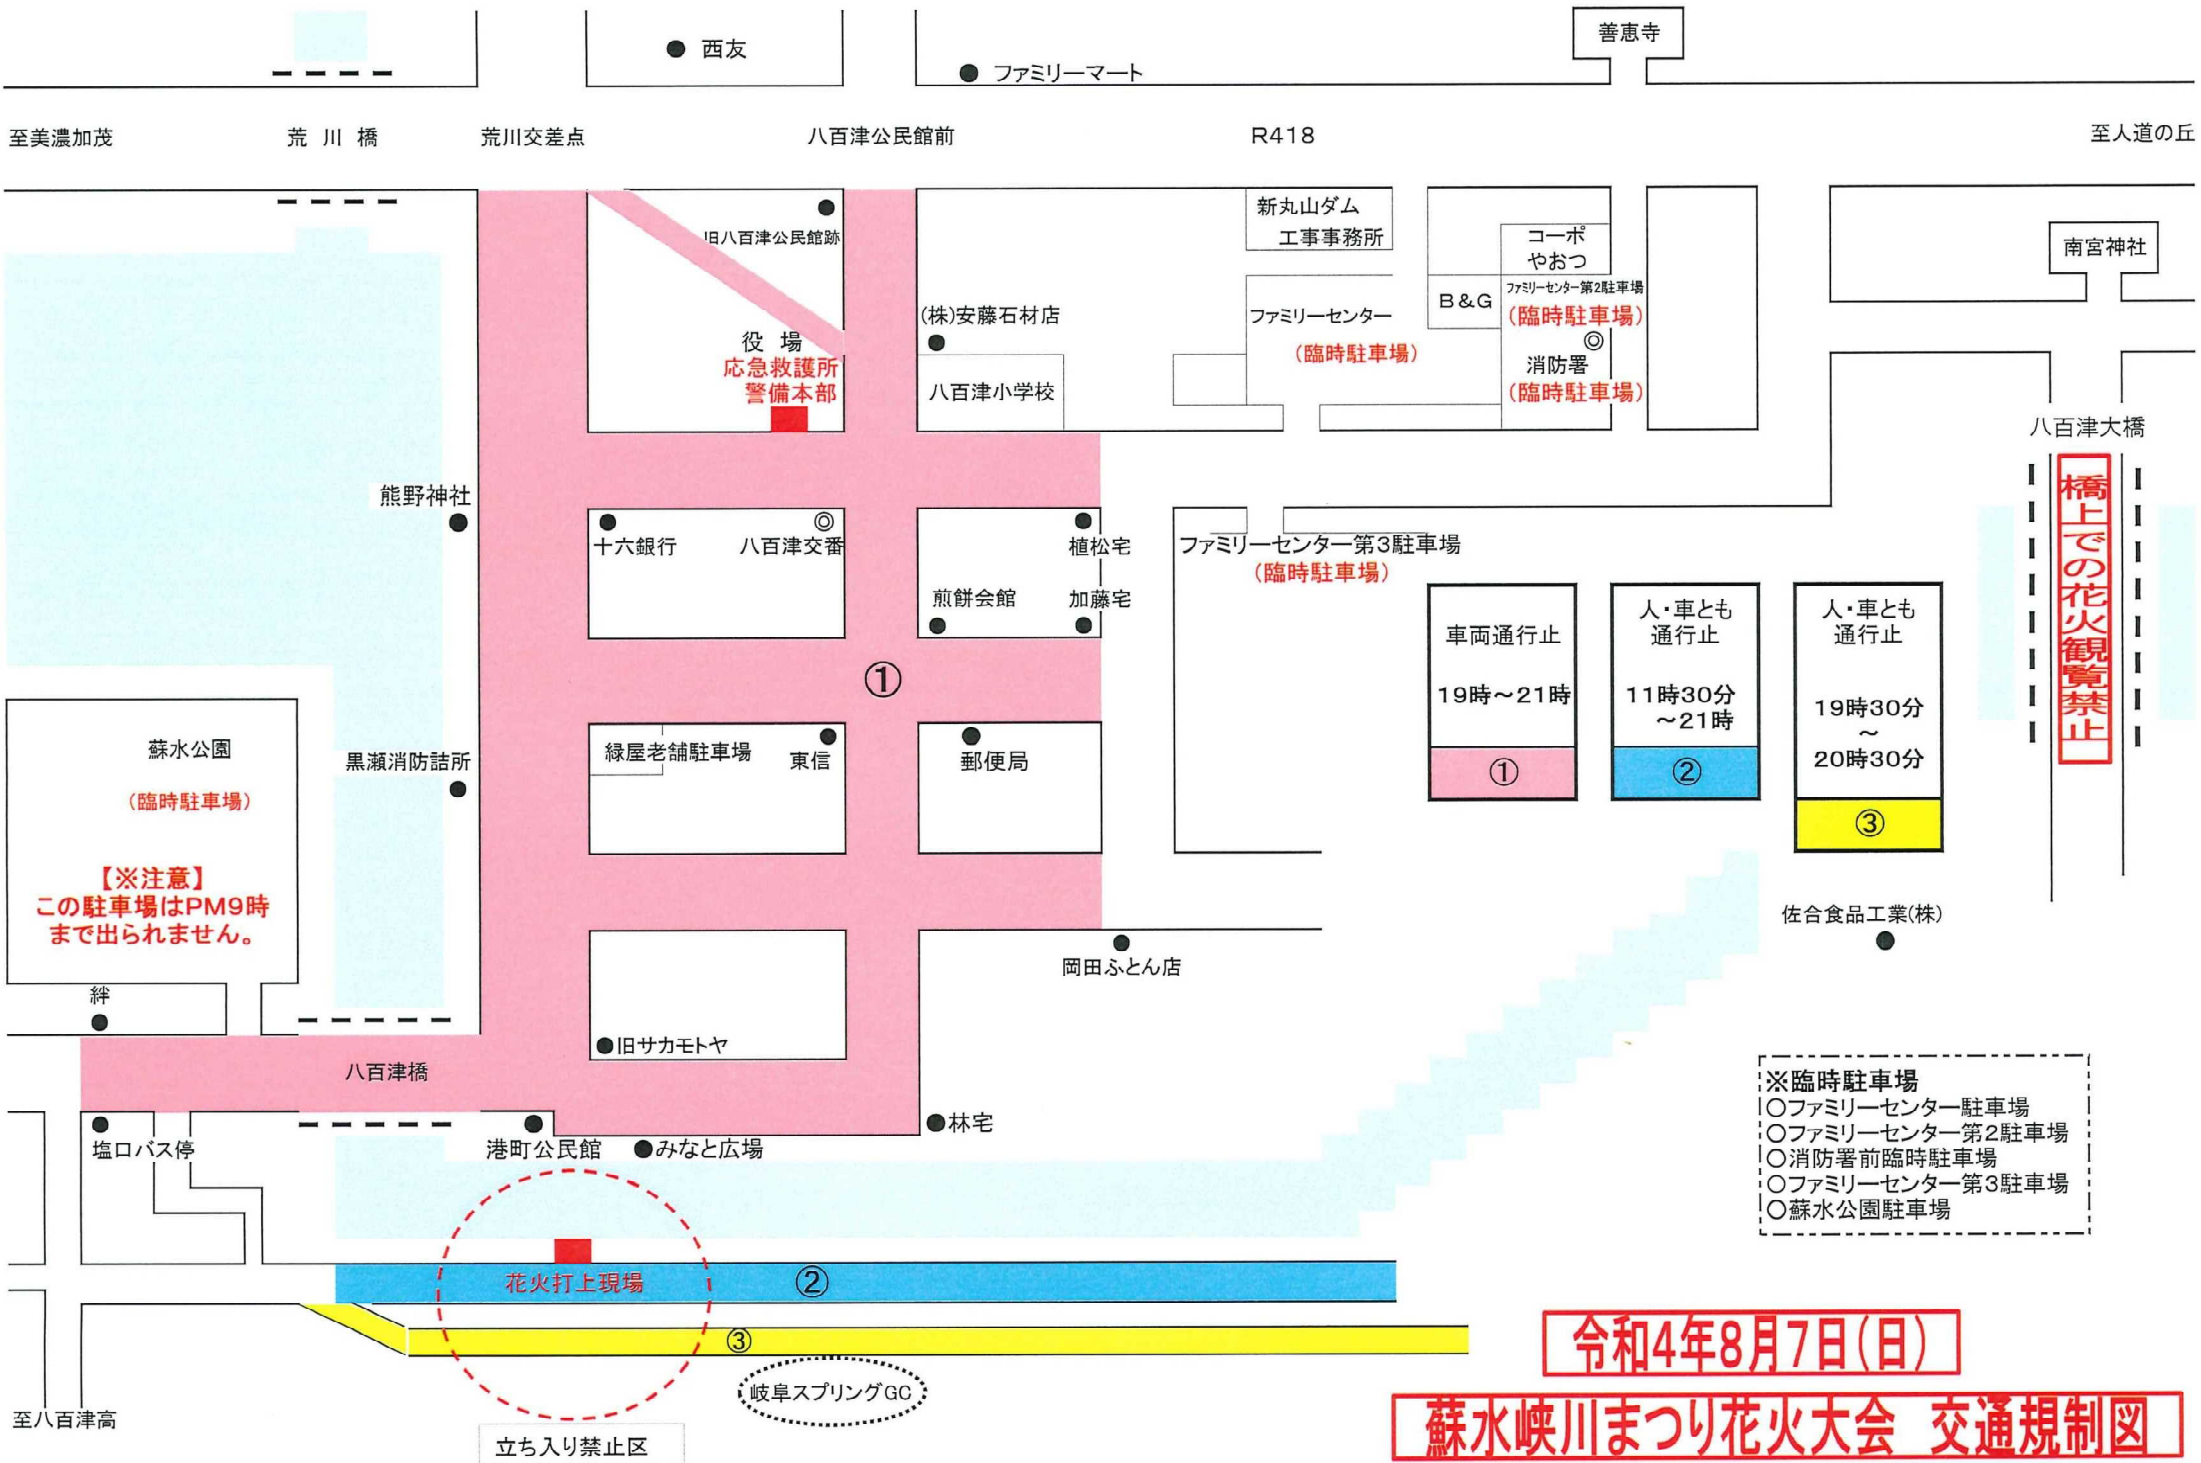 西友
ファミリーマート
善恵寺
至美濃加茂
荒川橋
荒川交差点
八百津公民館前
R418
至人道の丘
旧八百津公民館跡
新丸山ダム
工事事務所
コーポ
やおつ
南宮神社
役場
応急救護所
警備本部
(株)安藤石材店
八百津小学校
ファミリーセンター
(臨時駐車場)
B&G
ファミリーセンター第2駐車場
(臨時駐車場)
消防署
(臨時駐車場)
八百津大橋
橋上での花火観覧禁止
熊野神社
十六銀行
八百津交番
植松宅
煎餅会館
加藤宅
ファミリーセンター第3駐車場
(臨時駐車場)
①
車両通行止
19時～21時
①
人・車とも
通行止
11時30分
～21時
②
人・車とも
通行止
19時30分
～
20時30分
③
蘇水公園
(臨時駐車場)
【※注意】
この駐車場はPM9時
まで出られません。
黒瀬消防詰所
緑屋老舗駐車場
東信
郵便局
佐合食品工業(株)
岡田ふとん店
絆
旧サカモトヤ
八百津橋
塩口バス停
港町公民館
みなと広場
林宅
※臨時駐車場
○ファミリーセンター駐車場
○ファミリーセンター第2駐車場
○消防署前臨時駐車場
○ファミリーセンター第3駐車場
○蘇水公園駐車場
花火打上現場
②
③
岐阜スプリングGC
至八百津高
立ち入り禁止区
令和4年8月7日(日)
蘇水峡川まつり花火大会 交通規制図